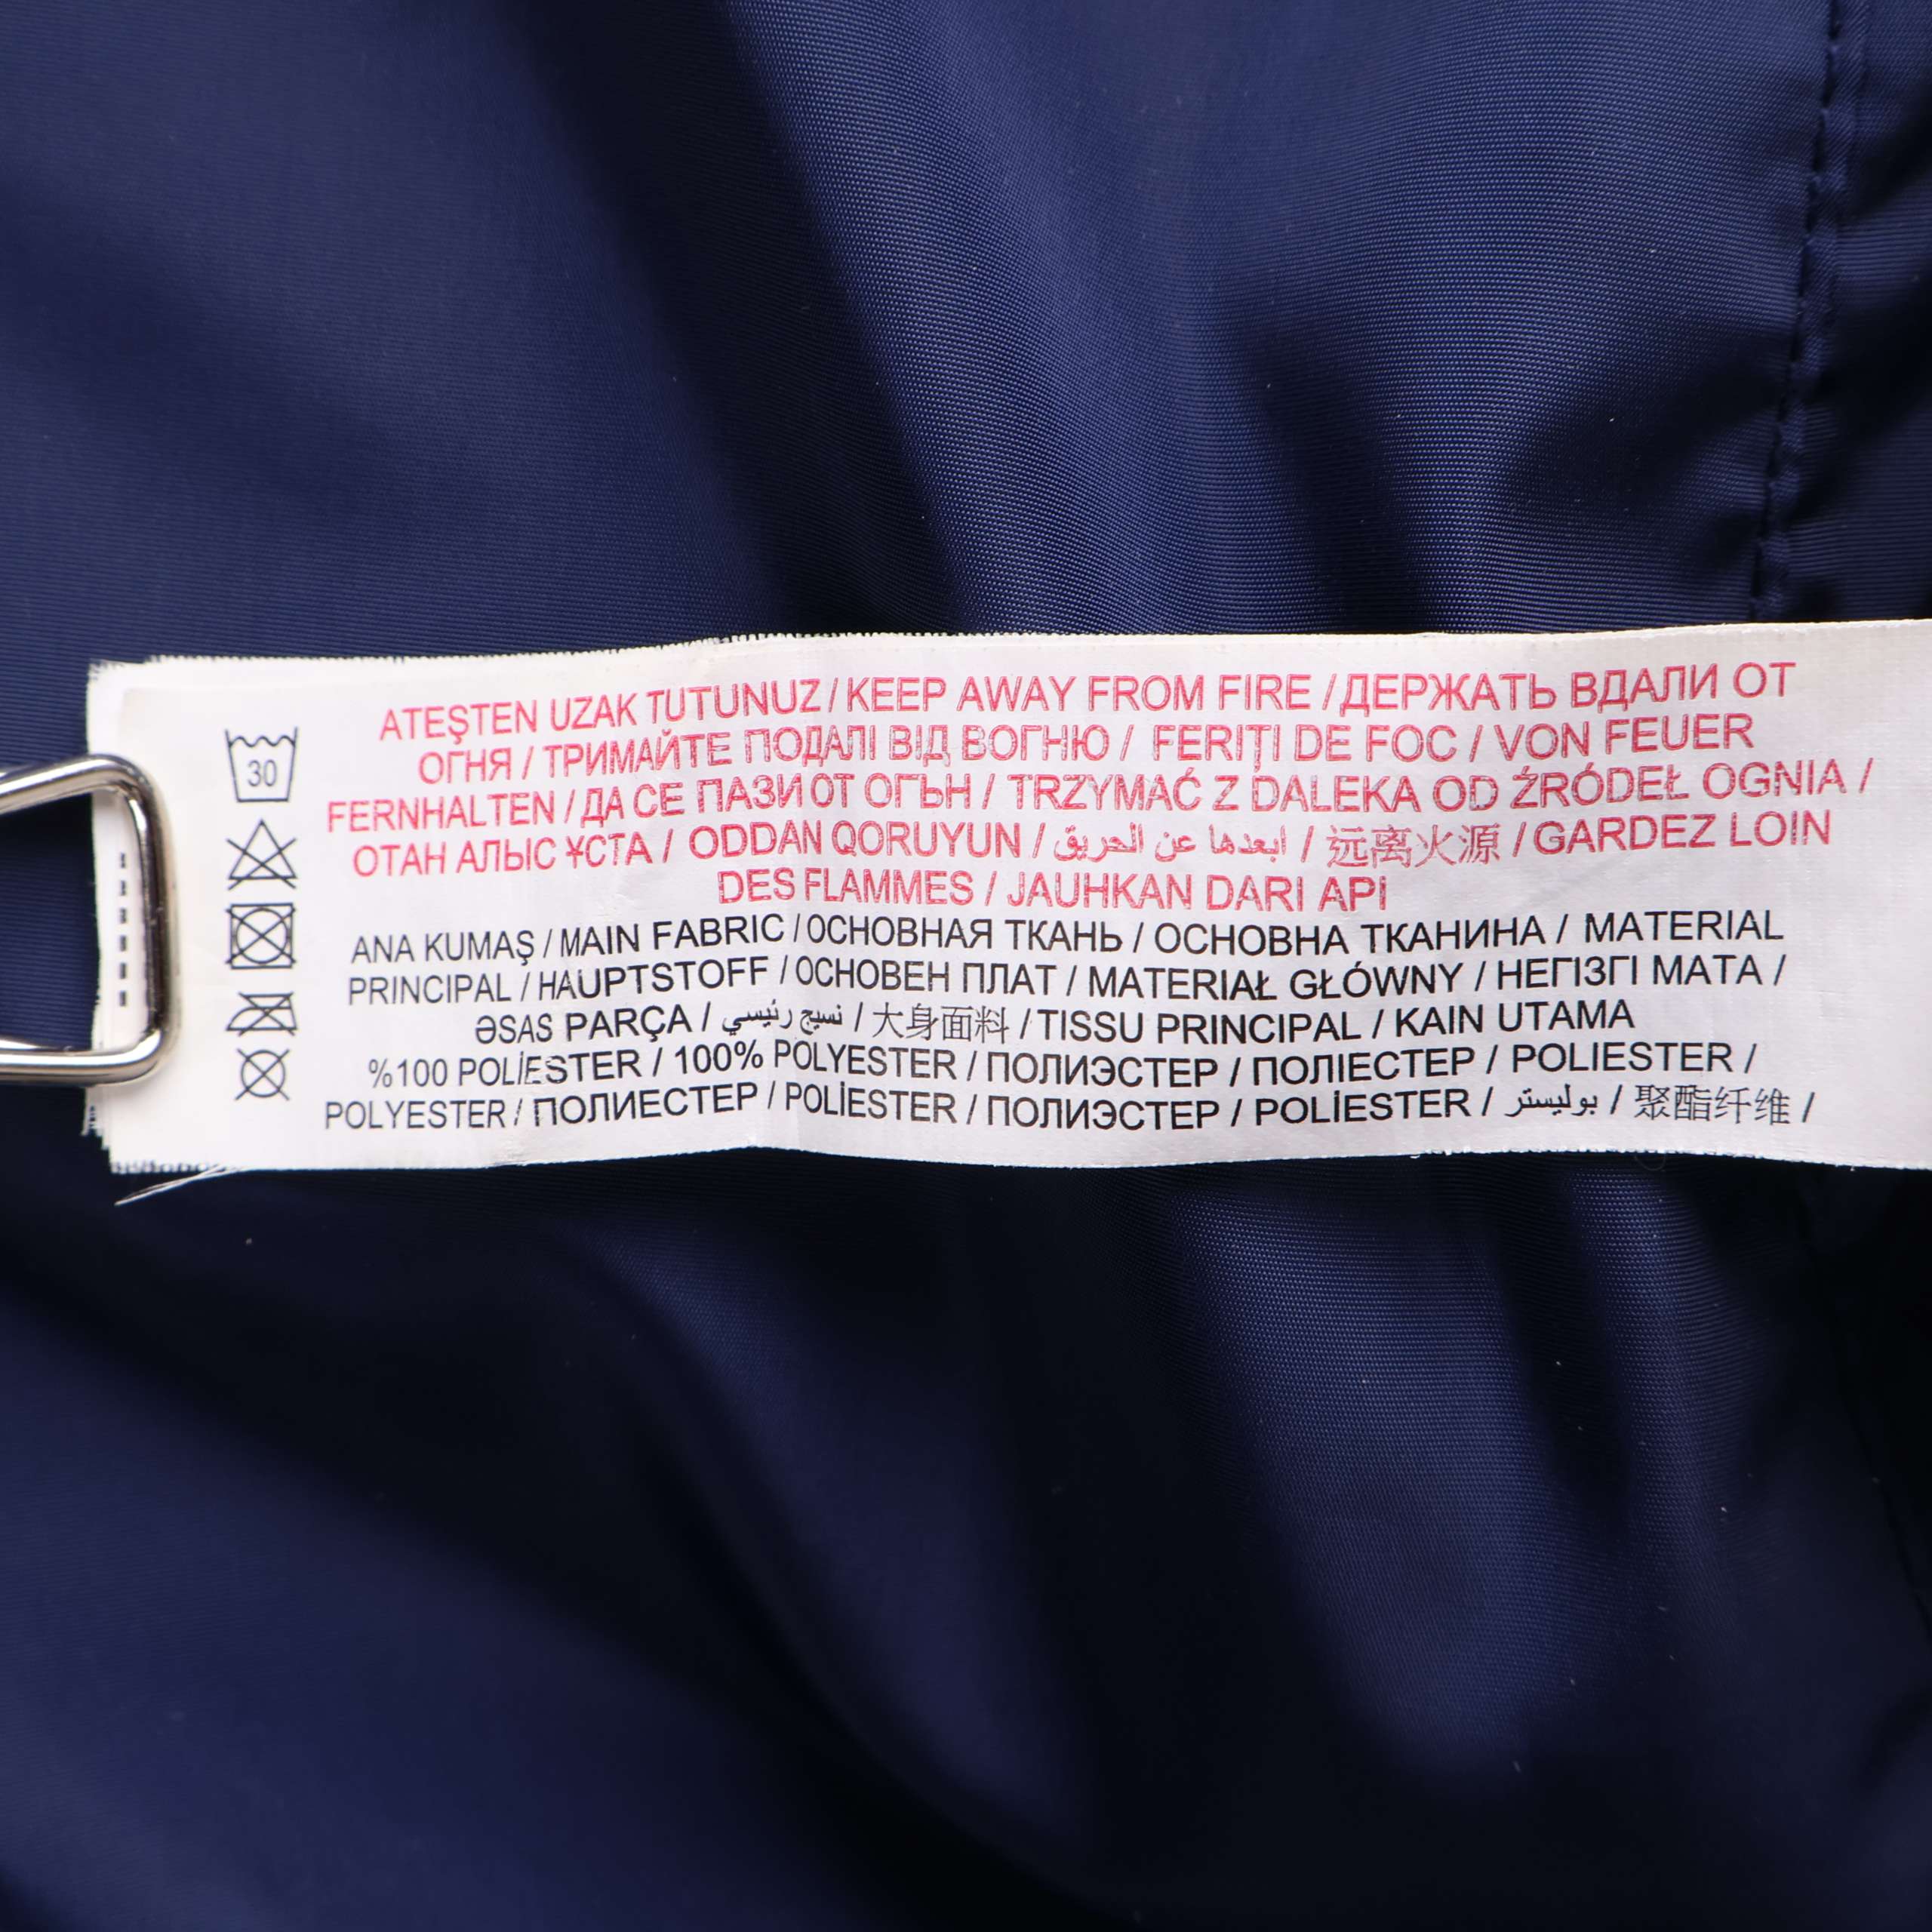 30
ATEŞTEN UZAK TUTUNUZ / KEEP AWAY FROM FIRE / ДЕРЖАТЬ ВДАЛИ ОТ
ОГНЯ / ТРИМАЙТЕ ПОДАЛІ ВІД ВОГНЮ / FERIȚI DE FOC / VON FEUER
FERNHALTEN / ДА СЕ ПАЗИ ОТ ОГЪН / TRZYMAĆ Z DALEKA OD ŹRÓDEŁ OGNIA /
ОТАН АЛЫС ҰСТА / ODDAN QORUYUN / ابعدها عن الحريق / 远离火源 / GARDEZ LOIN
DES FLAMMES / JAUHKAN DARI API
ANA KUMAŞ / MAIN FABRIC / ОСНОВНАЯ ТКАНЬ / ОСНОВНА ТКАНИНА / MATERIAL
PRINCIPAL / HAUPTSTOFF / ОСНОВЕН ПЛАТ / MATERIAŁ GŁÓWNY / НЕГІЗГІ МАТА /
ƏSAS PARÇA / نسيج رئيسي / 大身面料 / TISSU PRINCIPAL / KAIN UTAMA
%100 POLİESTER / 100% POLYESTER / ПОЛИЭСТЕР / ПОЛІЕСТЕР / POLIESTER /
POLYESTER / ПОЛИЕСТЕР / POLİESTER / ПОЛИЭСТЕР / POLİESTER / بوليستر / 聚酯纤维 /